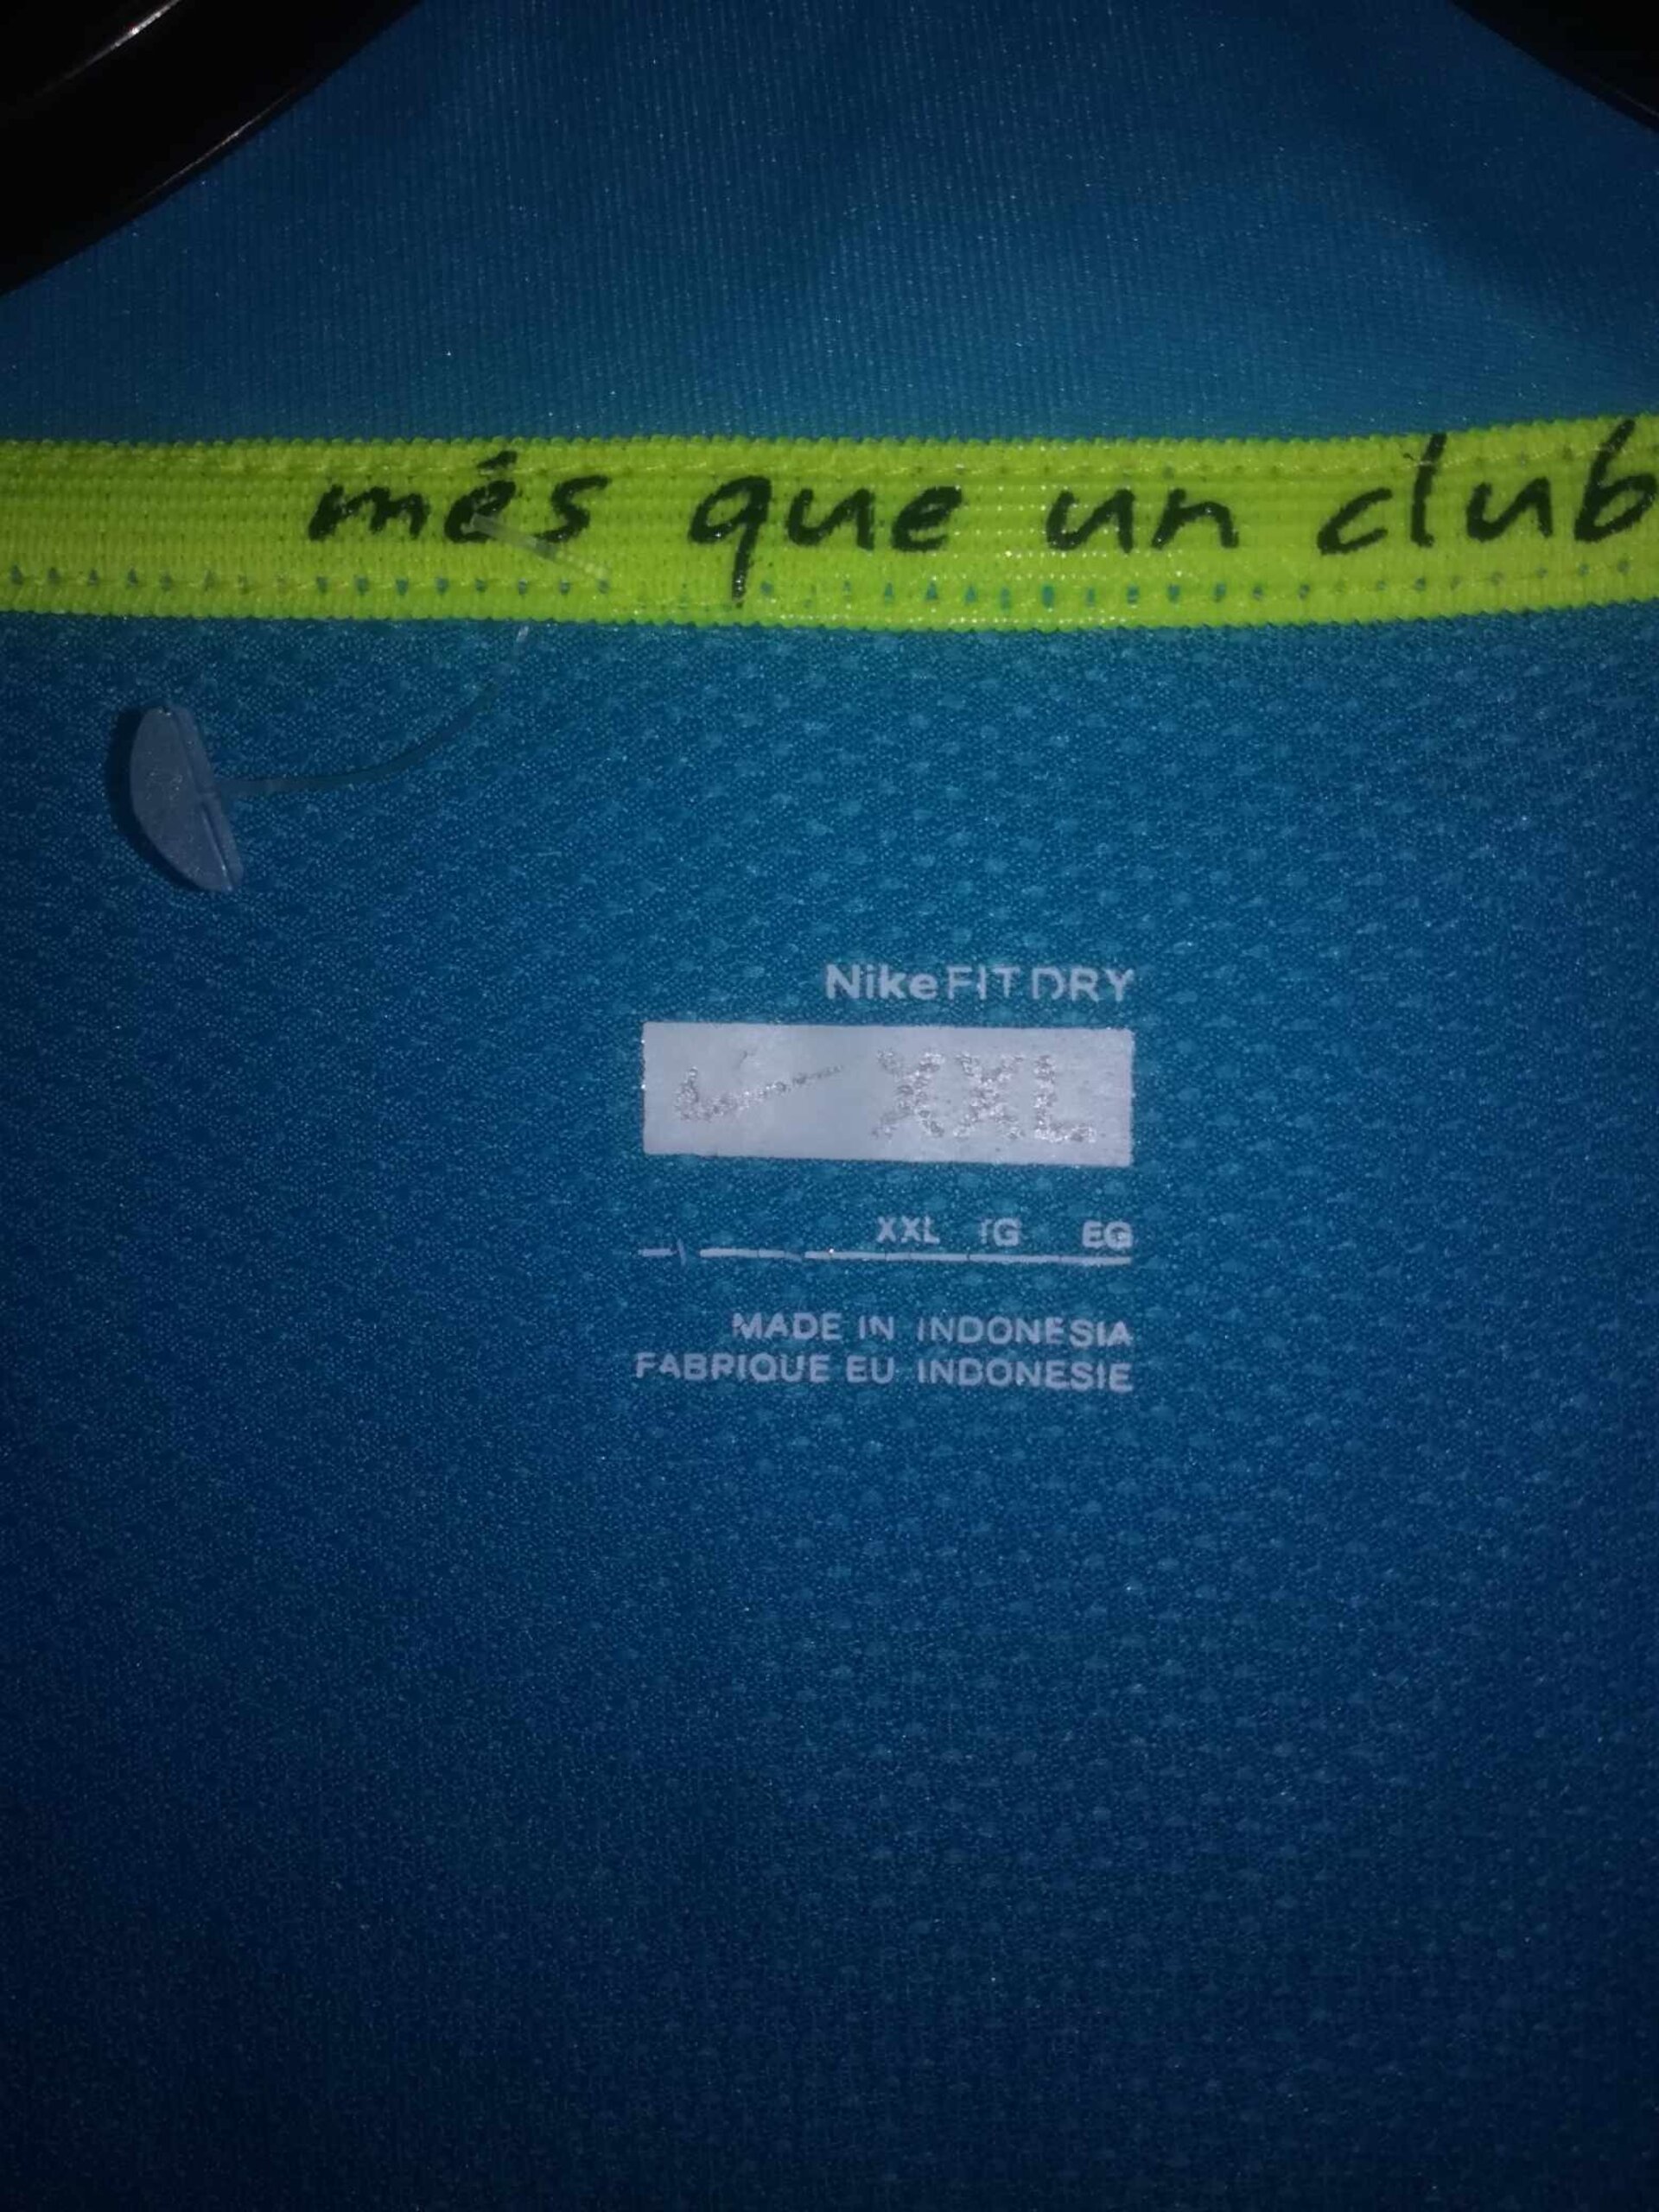 més que un club
NikeFIT DRY
XXL
XXL TG EG
MADE IN INDONESIA
FABRIQUE EU INDONESIE